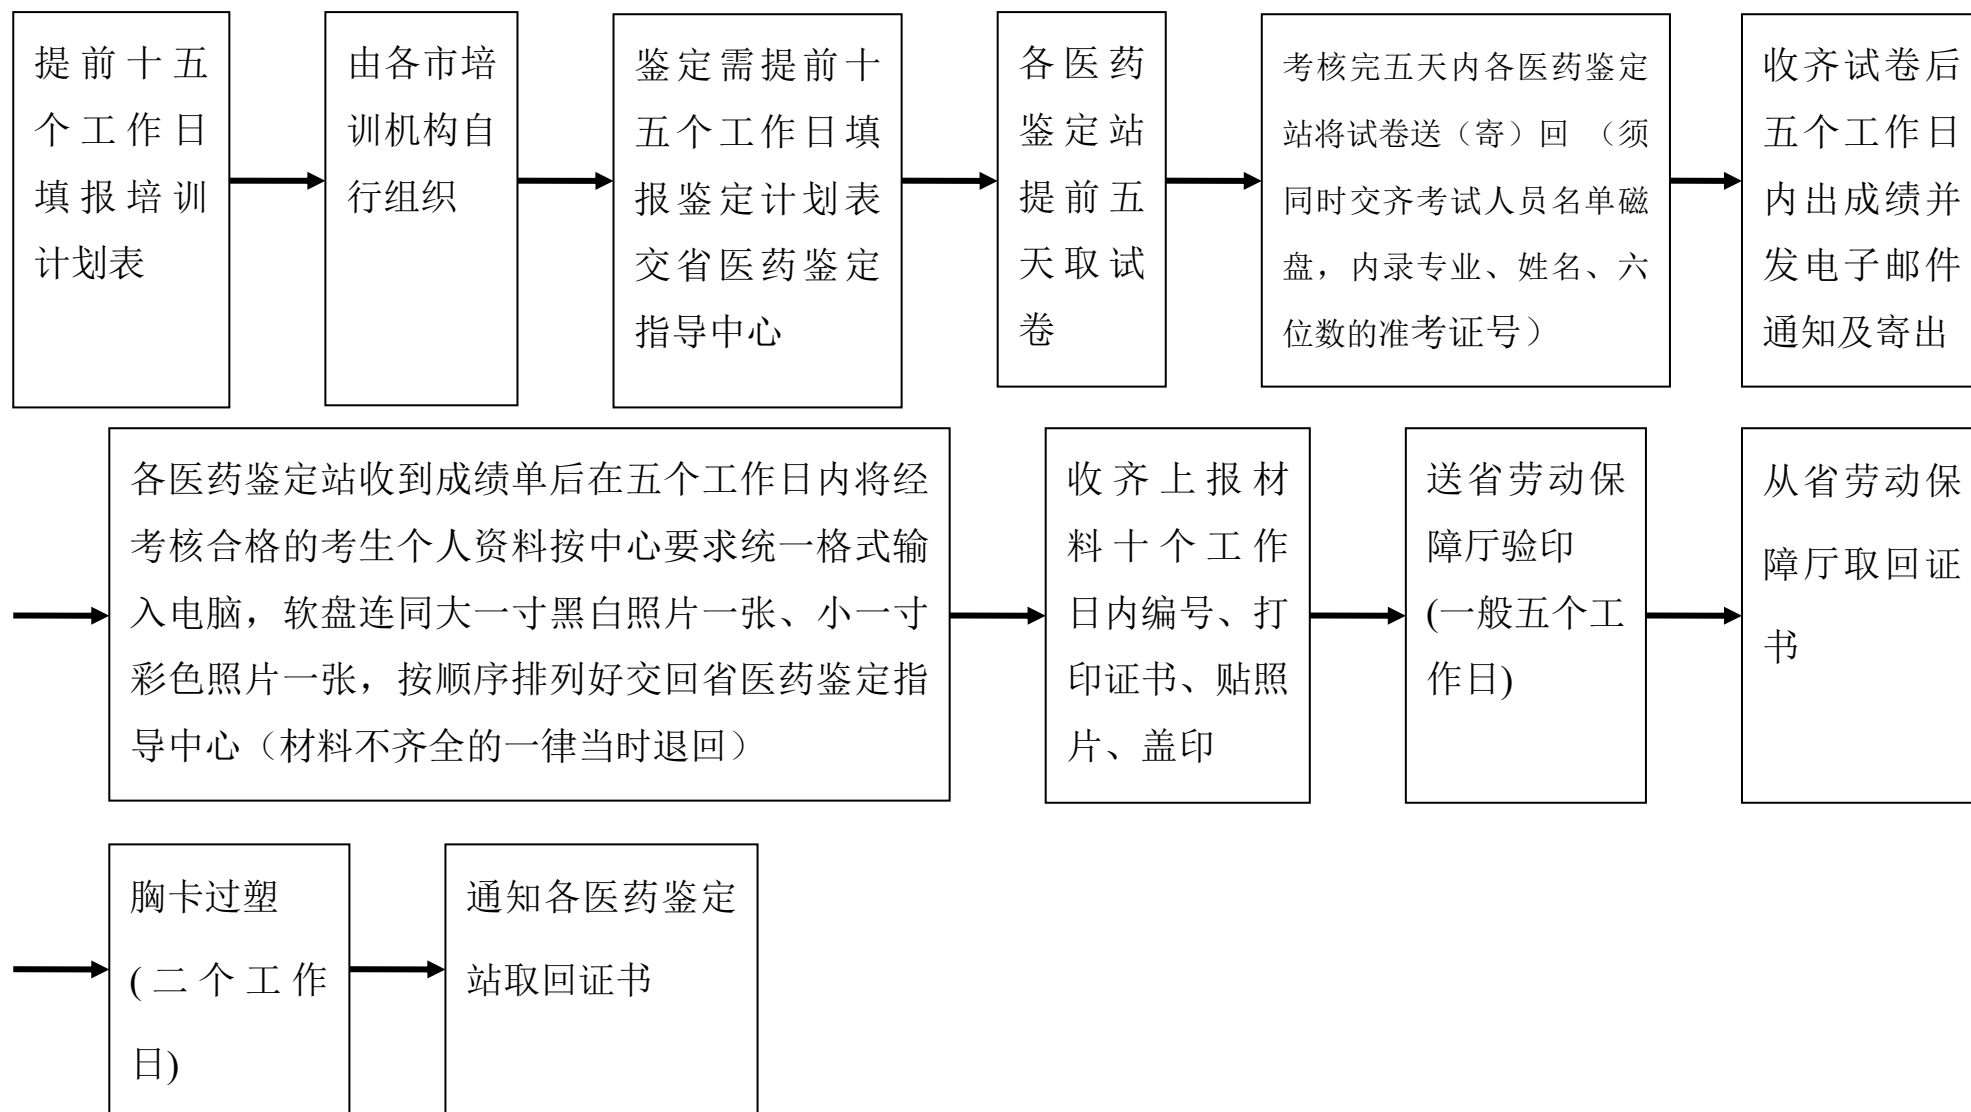 提前十五
个工作日
填报培训
计划表
由各市培
训机构自
行组织
鉴定需提前十
五个工作日填
报鉴定计划表
交省医药鉴定
指导中心
各医药
鉴定站
提前五
天取试
卷
考核完五天内各医药鉴定
站将试卷送（寄）回 （须
同时交齐考试人员名单磁
盘，内录专业、姓名、六
位数的准考证号）
收齐试卷后
五个工作日
内出成绩并
发电子邮件
通知及寄出
各医药鉴定站收到成绩单后在五个工作日内将经
考核合格的考生个人资料按中心要求统一格式输
入电脑，软盘连同大一寸黑白照片一张、小一寸
彩色照片一张，按顺序排列好交回省医药鉴定指
导中心（材料不齐全的一律当时退回）
收齐上报材
料十个工作
日内编号、打
印证书、贴照
片、盖印
送省劳动保
障厅验印
(一般五个工
作日)
从省劳动保
障厅取回证
书
胸卡过塑
(二个工作
日)
通知各医药鉴定
站取回证书